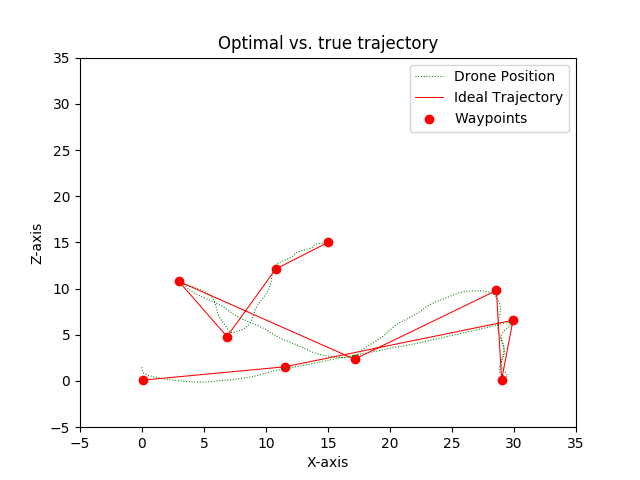 Optimal vs. true trajectory
Drone Position
Ideal Trajectory
Waypoints
Z-axis
35
30
25
20
15
10
5
0
−5
−5 0 5 10 15 20 25 30 35
X-axis